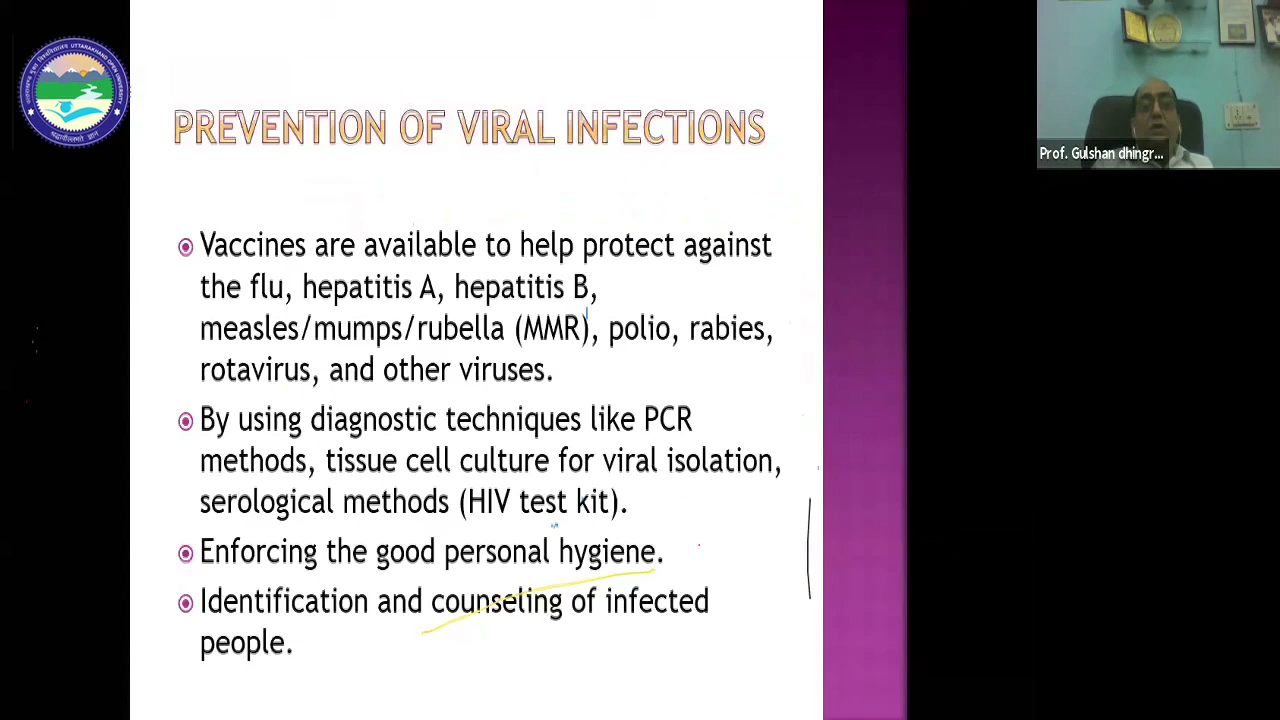 PREVENTION OF VIRAL INFECTIONS
Vaccines are available to help protect against
the flu, hepatitis A, hepatitis B,
measles/mumps/rubella (MMR), polio, rabies,
rotavirus, and other viruses.
By using diagnostic techniques like PCR
methods, tissue cell culture for viral isolation,
serological methods (HIV test kit).
Enforcing the good personal hygiene.
Identification and counseling of infected
people.
Prof. Gulshan dhingr...
UTTARAKHAND OPEN UNIVERSITY